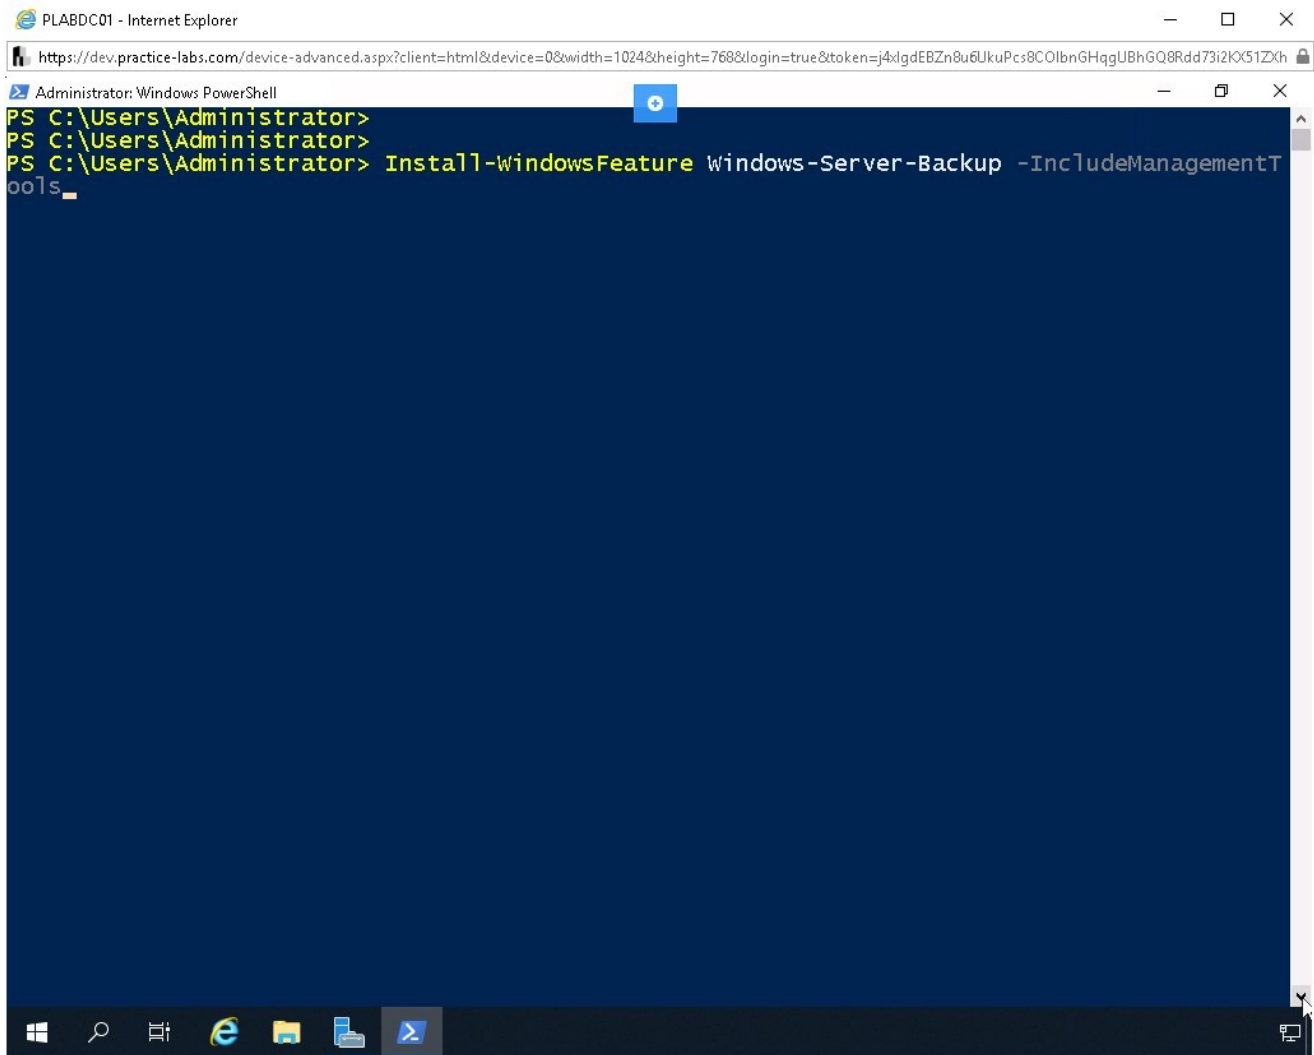 PLABDC01 - Internet Explorer
https://dev.practice-labs.com/device-advanced.aspx?client=html&device=0&width=1024&height=768&login=true&token=j4xlgdEBZn8u6UkuPcs8COlbnGHqgUBhGQ8Rdd73i2KX51ZXh
Administrator: Windows PowerShell
PS C:\Users\Administrator>
PS C:\Users\Administrator>
PS C:\Users\Administrator> Install-WindowsFeature Windows-Server-Backup -IncludeManagementT
ools